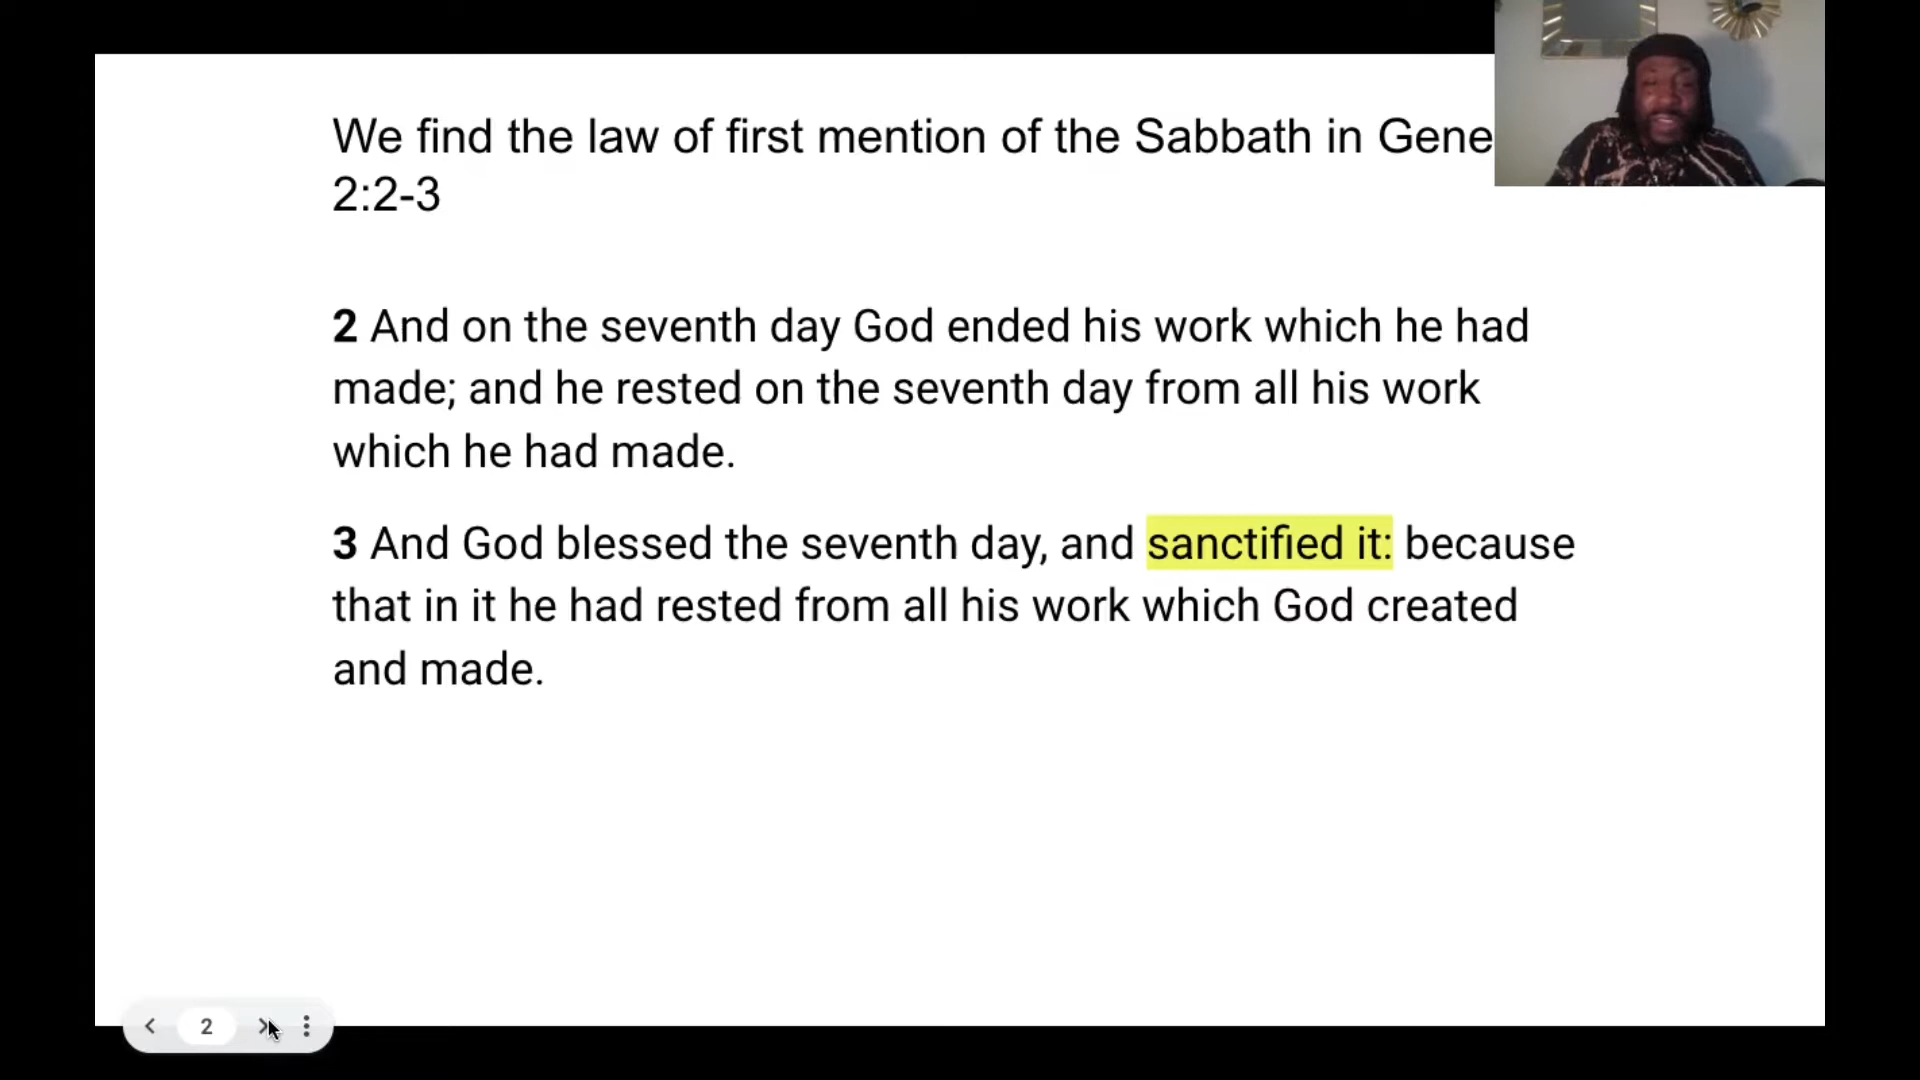 We find the law of first mention of the Sabbath in Gene
2:2-3
2 And on the seventh day God ended his work which he had
made; and he rested on the seventh day from all his work
which he had made.
3 And God blessed the seventh day, and sanctified it: because
that in it he had rested from all his work which God created
and made.
2